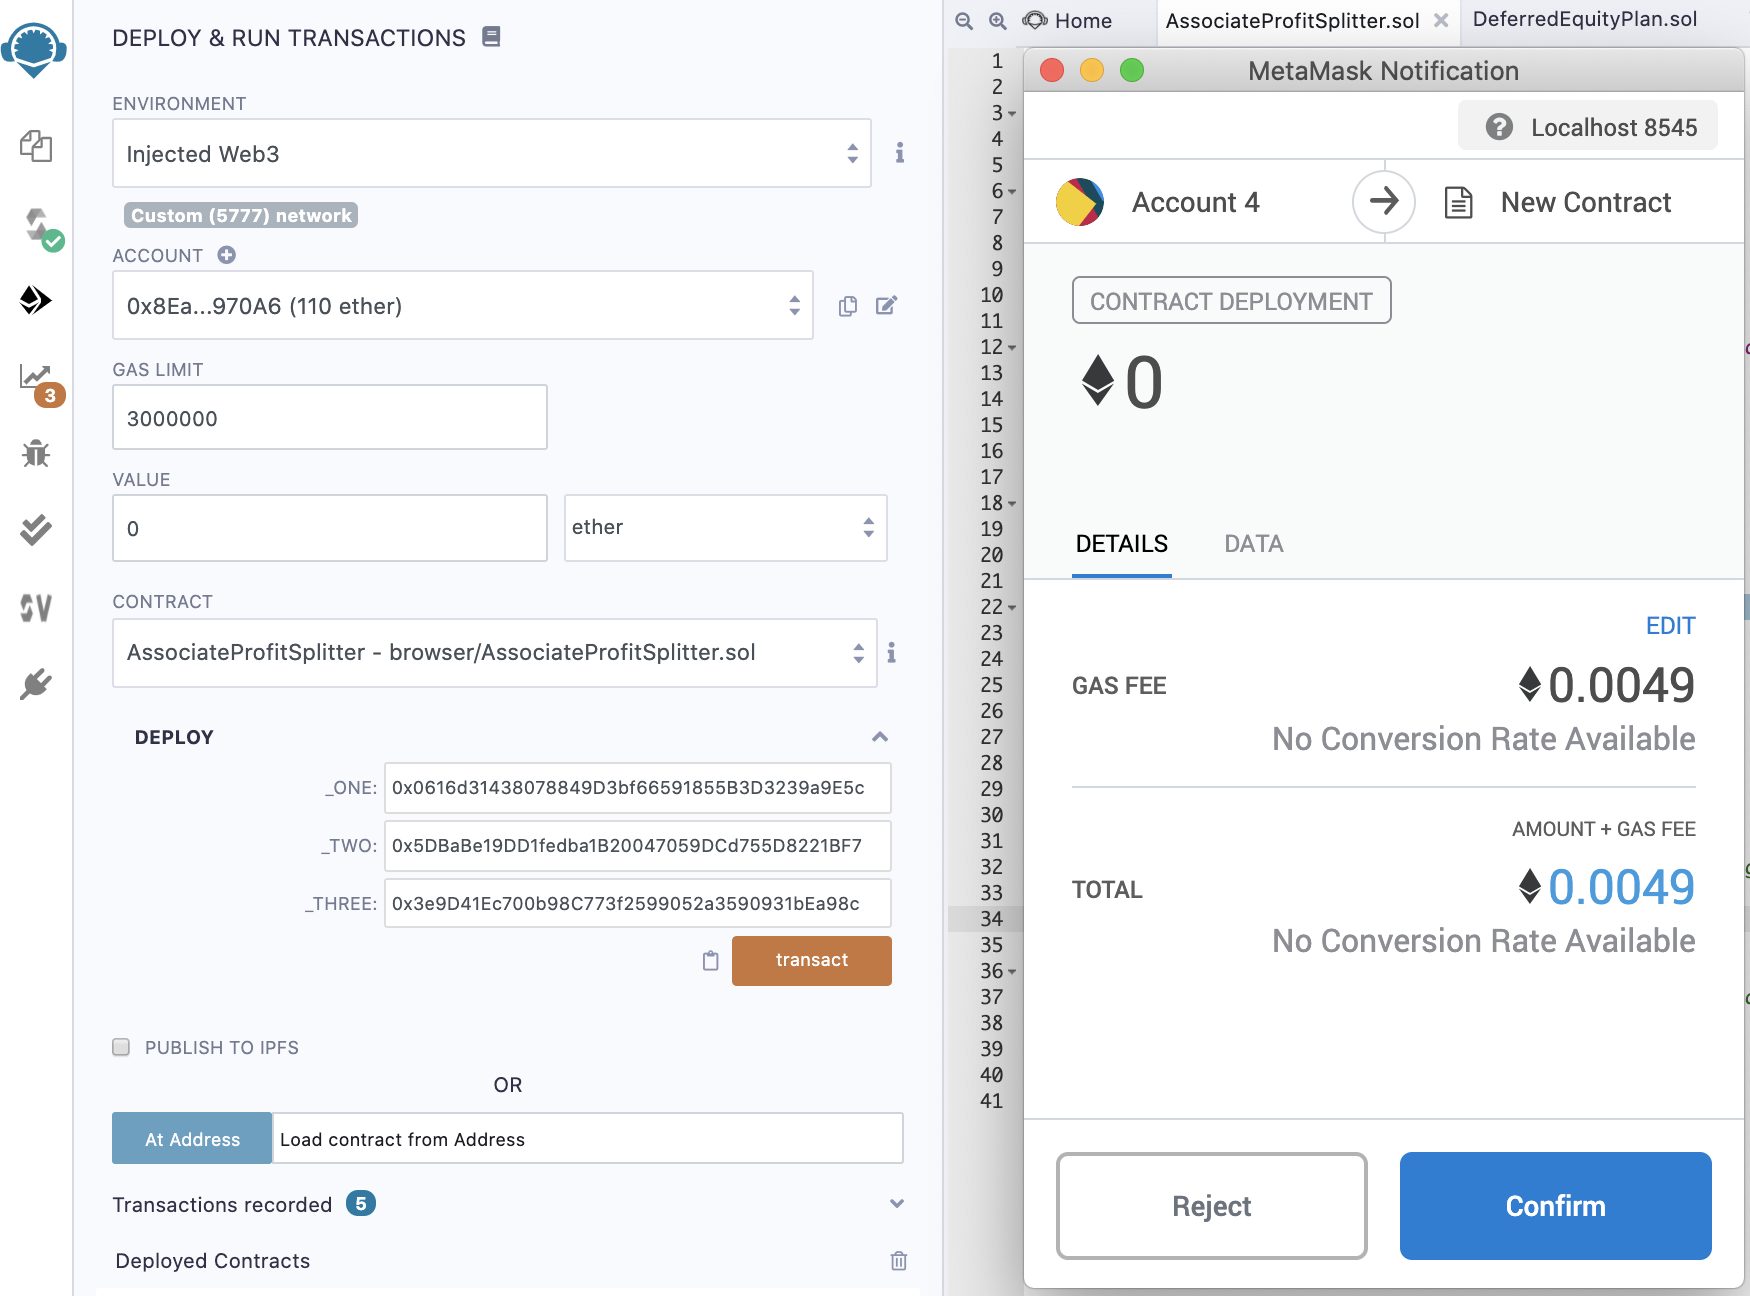 DEPLOY & RUN TRANSACTIONS
ENVIRONMENT
Injected Web3
Custom (5777) network
ACCOUNT
0x8Ea...970A6 (110 ether)
GAS LIMIT
3000000
VALUE
0
ether
CONTRACT
AssociateProfitSplitter - browser/AssociateProfitSplitter.sol
DEPLOY
_ONE: 0x0616d31438078849D3bf66591855B3D3239a9E5c
_TWO: 0x5DBaBe19DD1fedba1B20047059DCd755D8221BF7
_THREE: 0x3e9D41Ec700b98C773f2599052a3590931bEa98c
transact
PUBLISH TO IPFS
OR
At Address
Load contract from Address
Transactions recorded 5
Deployed Contracts
3
SV
Home
AssociateProfitSplitter.sol
DeferredEquityPlan.sol
1
2
3
4
5
6
7
8
9
10
11
12
13
14
15
16
17
18
19
20
21
22
23
24
25
26
27
28
29
30
31
32
33
34
35
36
37
38
39
40
41
MetaMask Notification
Localhost 8545
Account 4
New Contract
CONTRACT DEPLOYMENT
0
DETAILS
DATA
EDIT
GAS FEE
0.0049
No Conversion Rate Available
AMOUNT + GAS FEE
TOTAL
0.0049
No Conversion Rate Available
Reject
Confirm